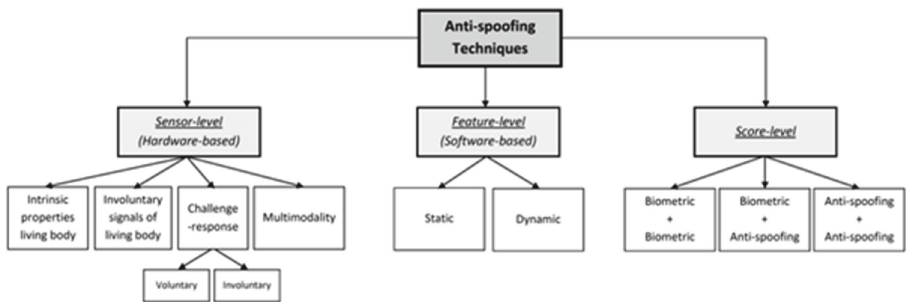 Anti-spoofing
Techniques
Sensor-level
(Hardware-based)
Feature-level
(Software-based)
Score-level
Intrinsic
properties
living body
Involuntary
signals of
living body
Challenge
-response
Multimodality
Static
Dynamic
Biometric
+
Biometric
Biometric
+
Anti-spoofing
Anti-spoofing
+
Anti-spoofing
Voluntary
Involuntary